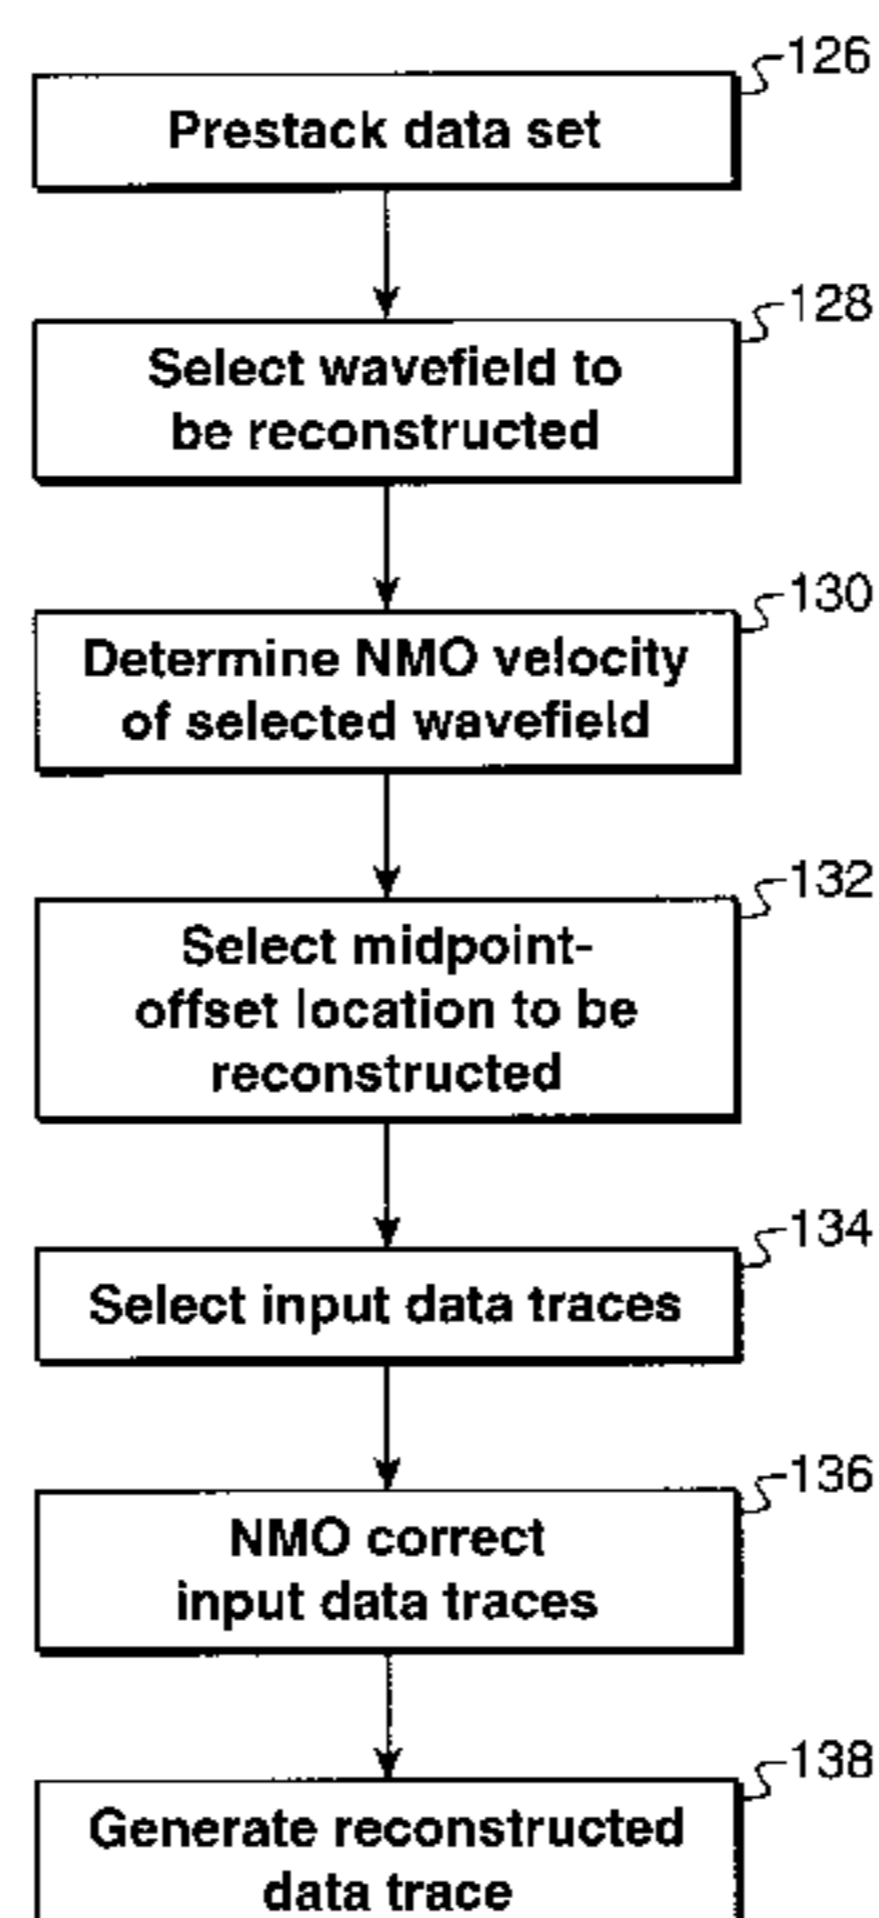 126
Prestack data set
128
Select wavefield to
be reconstructed
130
Determine NMO velocity
of selected wavefield
132
Select midpoint-
offset location to be
reconstructed
134
Select input data traces
136
NMO correct
input data traces
138
Generate reconstructed
data trace